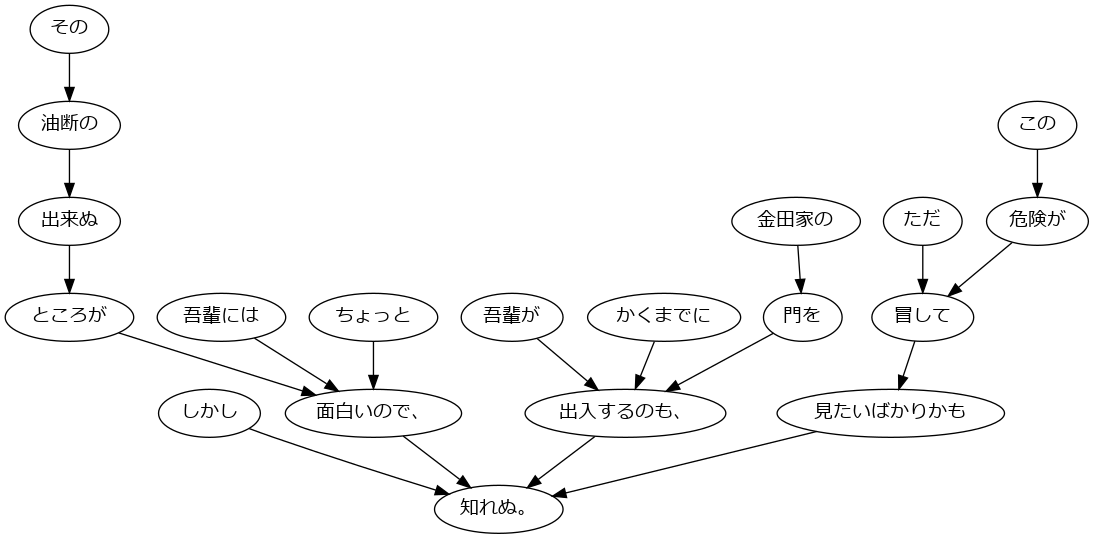 その
油断の
この
出来ぬ
金田家の
ただ
危険が
ところが
吾輩には
ちょっと
吾輩が
かくまでに
門を
冒して
しかし
面白いので、
出入するのも、
見たいばかりかも
知れぬ。